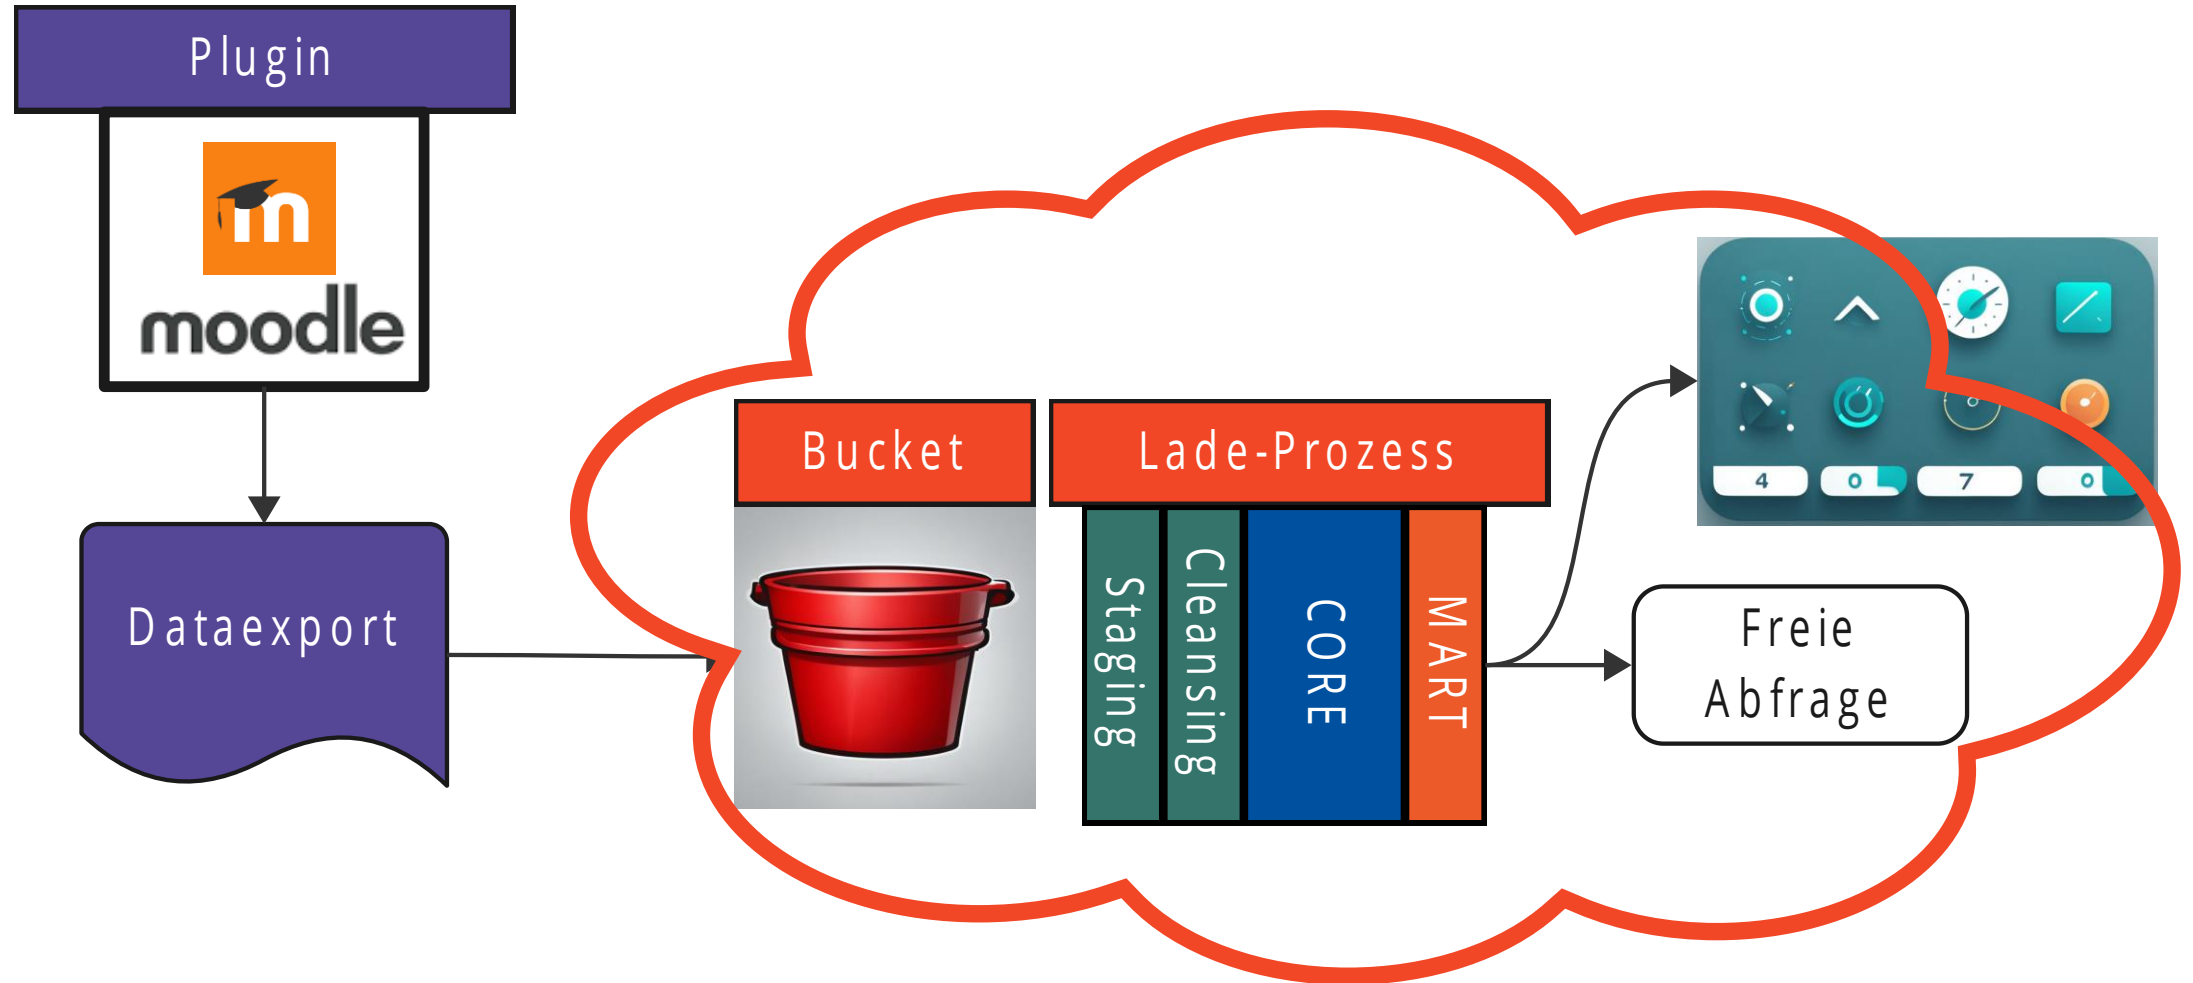 Plugin
moodle
Dataexport
Bucket
Lade-Prozess
Staging
Cleansing
CORE
MART
4 0 7 0
Freie
Abfrage